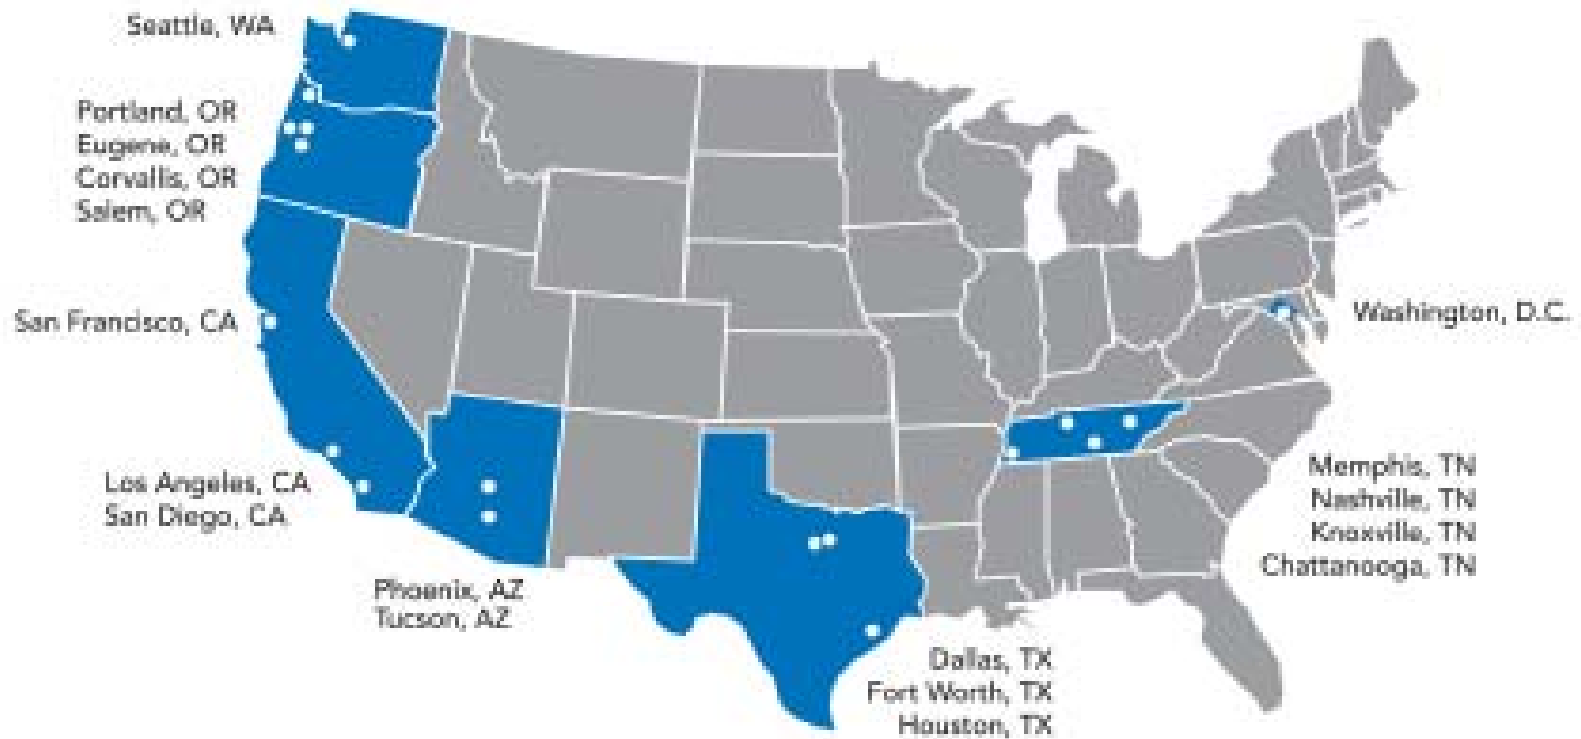 Seattle, WA
Portland, OR
Eugene, OR
Corvallis, OR
Salem, OR
San Francisco, CA
Los Angeles, CA
San Diego, CA
Phoenix, AZ
Tucson, AZ
Dallas, TX
Fort Worth, TX
Houston, TX
Memphis, TN
Nashville, TN
Knoxville, TN
Chattanooga, TN
Washington, D.C.